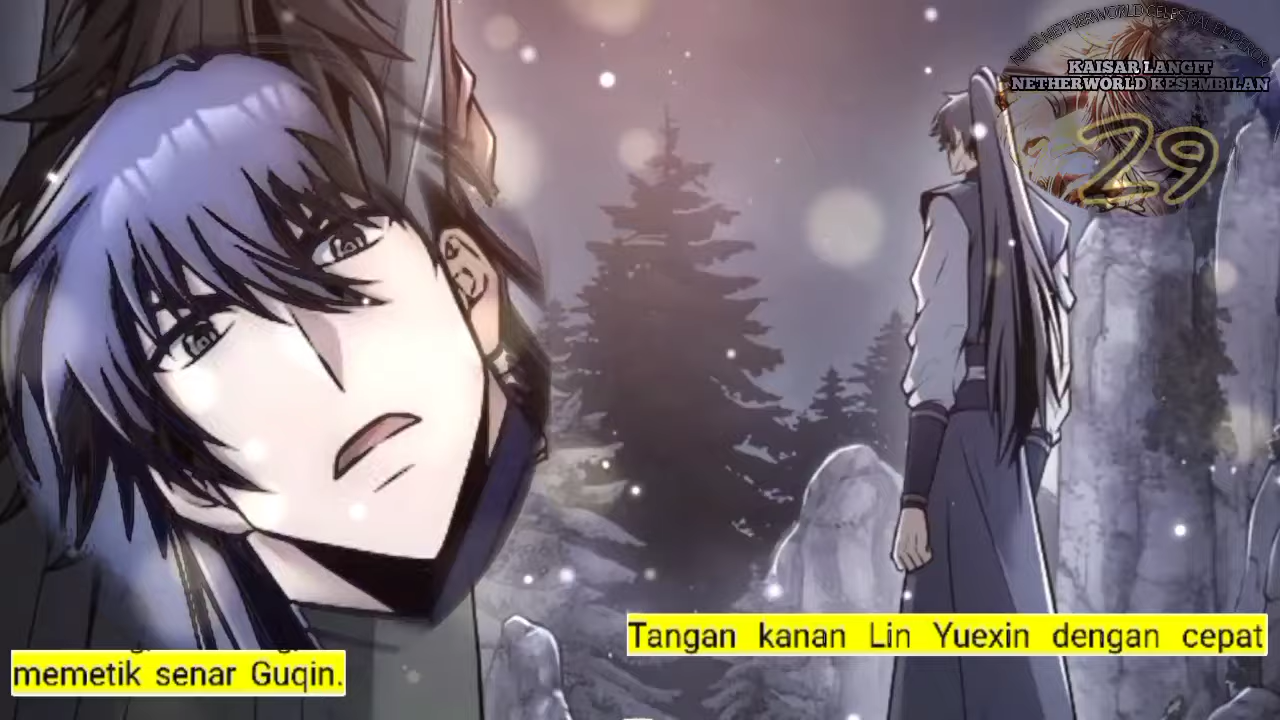 KAISAR LANGIT
NETHERWORLD KESEMBILAN
29
Tangan kanan Lin Yuexin dengan cepat
memetik senar Guqin.